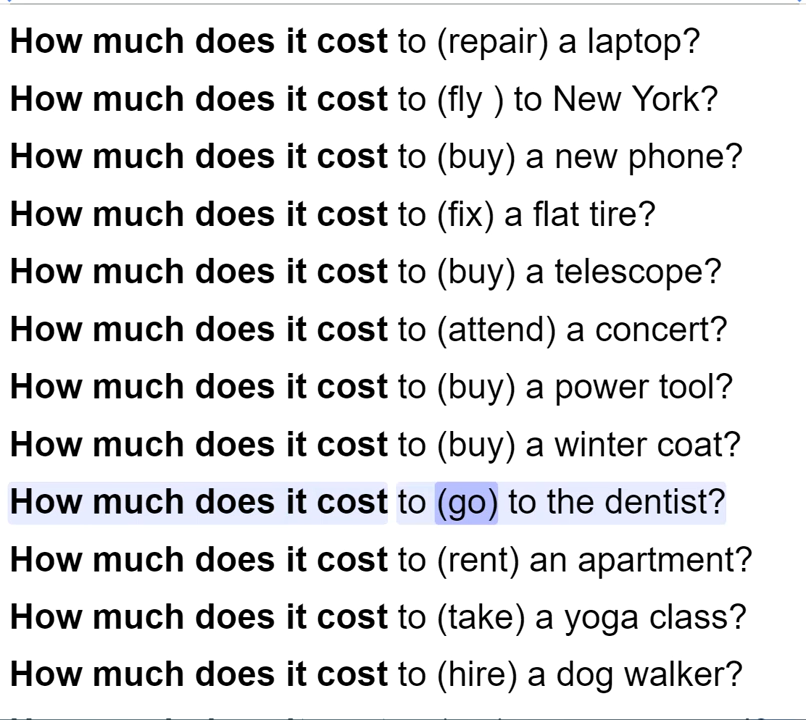 How much does it cost to (repair) a laptop?
How much does it cost to (fly ) to New York?
How much does it cost to (buy) a new phone?
How much does it cost to (fix) a flat tire?
How much does it cost to (buy) a telescope?
How much does it cost to (attend) a concert?
How much does it cost to (buy) a power tool?
How much does it cost to (buy) a winter coat?
How much does it cost to (go) to the dentist?
How much does it cost to (rent) an apartment?
How much does it cost to (take) a yoga class?
How much does it cost to (hire) a dog walker?